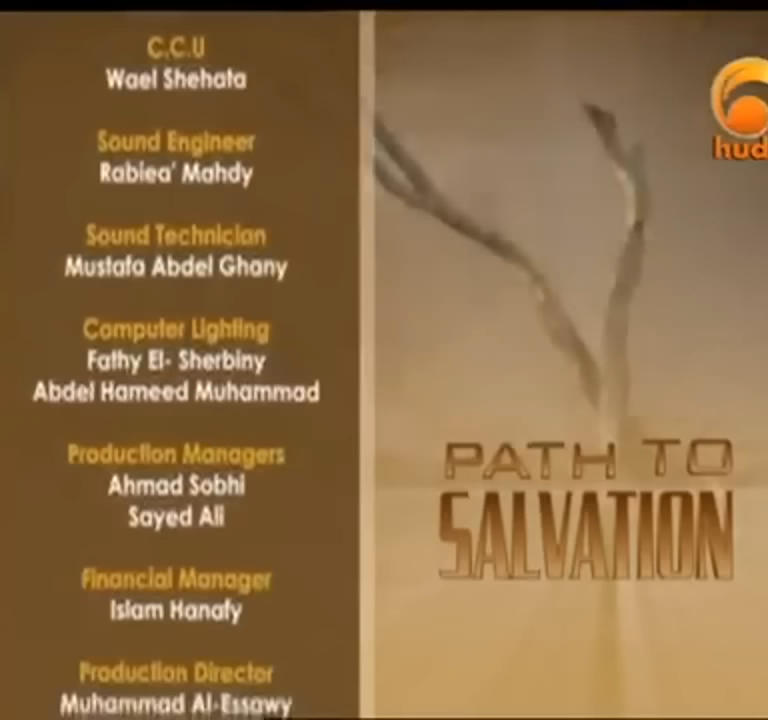 C.C.U
Wael Shehata
Sound Engineer
Rabiea' Mahdy
Sound Technician
Mustafa Abdel Ghany
Computer Lighting
Fathy El- Sherbiny
Abdel Hameed Muhammad
Production Managers
Ahmad Sobhi
Sayed Ali
Financial Manager
Islam Hanafy
Production Director
Muhammad Al-Essawy
hud
PATH TO
SALVATION